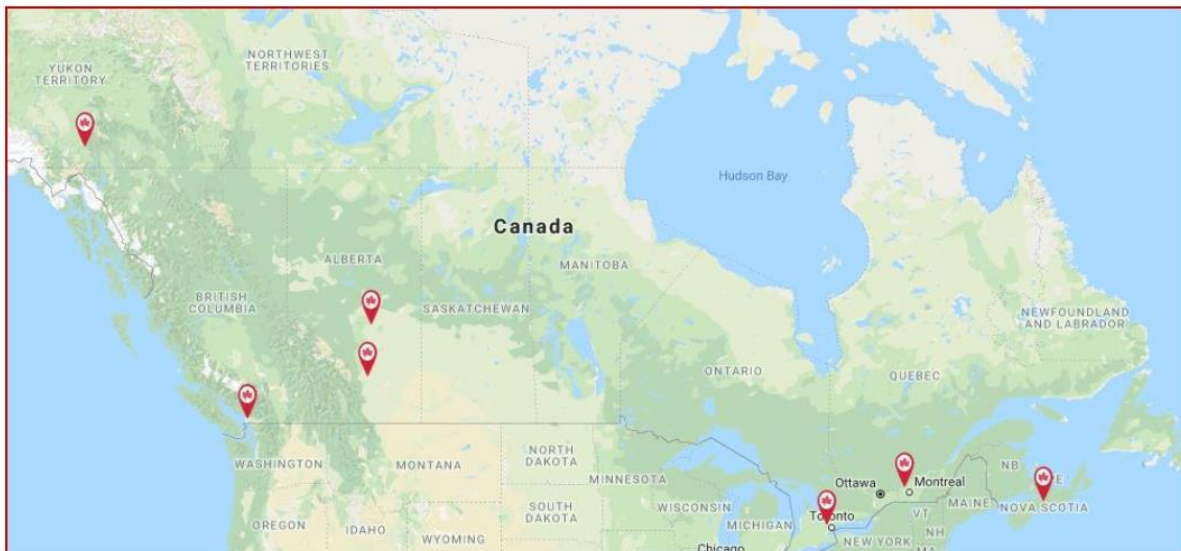 YUKON
TERRITORY
NORTHWEST
TERRITORIES
Hudson Bay
Canada
ALBERTA
MANITOBA
BRITISH
COLUMBIA
SASKATCHEWAN
NEWFOUNDLAND
AND LABRADOR
ONTARIO
QUEBEC
WASHINGTON
MONTANA
NORTH
DAKOTA
MINNESOTA
Ottawa
Montreal
NB
PE
NOVA SCOTIA
MAINE
OREGON
IDAHO
WYOMING
SOUTH
DAKOTA
WISCONSIN
MICHIGAN
Toronto
VT
NH
NEW YORK
MA
Chicago